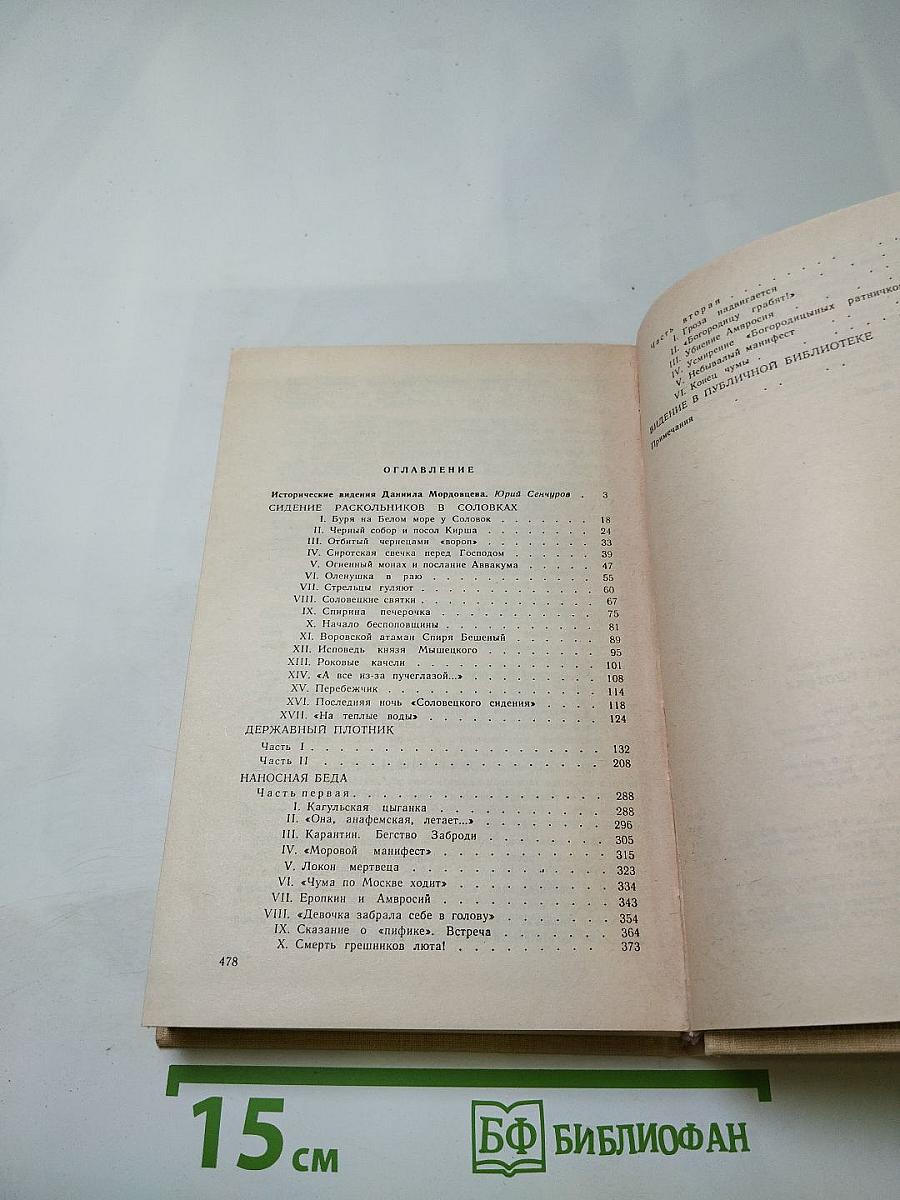 ОГЛАВЛЕНИЕ
Исторические видения Даниила Мордовцева. Юрий Сенчуров . 3
СИДЕНИЕ РАСКОЛЬНИКОВ В СОЛОВКАХ
I. Буря на Белом море у Соловок . . . . . . . 18
II. Черный собор и посол Кирша . . . . . . . 24
III. Отбитый чернецами «вороп» . . . . . . . 33
IV. Сиротская свечка перед Господом . . . . . . 39
V. Огненный монах и послание Аввакума . . . . . 47
VI. Оленушка в раю . . . . . . . . . . . 55
VII. Стрельцы гуляют . . . . . . . . . . . 60
VIII. Соловецкие святки . . . . . . . . . . . 67
IX. Спирина печерочка . . . . . . . . . . 75
X. Начало беспоповщины . . . . . . . . . 81
XI. Воровской атаман Спиря Бешеный . . . . . . 89
XII. Исповедь князя Мышецкого . . . . . . . 95
XIII. Роковые качели . . . . . . . . . . . 101
XIV. «А все из-за пучеглазой...» . . . . . . . . 108
XV. Перебежчик . . . . . . . . . . . . 114
XVI. Последняя ночь «Соловецкого сидения» . . . . 118
XVII. «На теплые воды» . . . . . . . . . . 124
ДЕРЖАВНЫЙ ПЛОТНИК
Часть I . . . . . . . . . . . . . . . . 132
Часть II . . . . . . . . . . . . . . . . 208
НАНОСНАЯ БЕДА
Часть первая . . . . . . . . . . . . . . 288
I. Кагульская цыганка . . . . . . . . . . 288
II. «Она, анафемская, летает...» . . . . . . . . 296
III. Карантин. Бегство Заброди . . . . . . . . 305
IV. «Моровой манифест» . . . . . . . . . . 315
V. Локон мертвеца . . . . . . . . . . . 323
VI. «Чума по Москве ходит» . . . . . . . . . 334
VII. Еропкин и Амвросий . . . . . . . . . . 343
VIII. «Девочка забрала себе в голову» . . . . . . 354
IX. Сказание о «пифике». Встреча . . . . . . . 364
X. Смерть грешников люта! . . . . . . . . . 373
478
Часть вторая . . . . . . . .
I. Гроза надвигается . . . . . .
II. «Богородицу грабят!» . . . .
III. Убиение Амвросия . . . . .
IV. Усмирение «Богородицыных ратничков
V. Небывалый манифест . . . .
VI. Конец чумы . . . . . .
ВИДЕНИЕ В ПУБЛИЧНОЙ БИБЛИОТЕКЕ
Примечания . . . . .
15 см
БФ БИБЛИОФАН